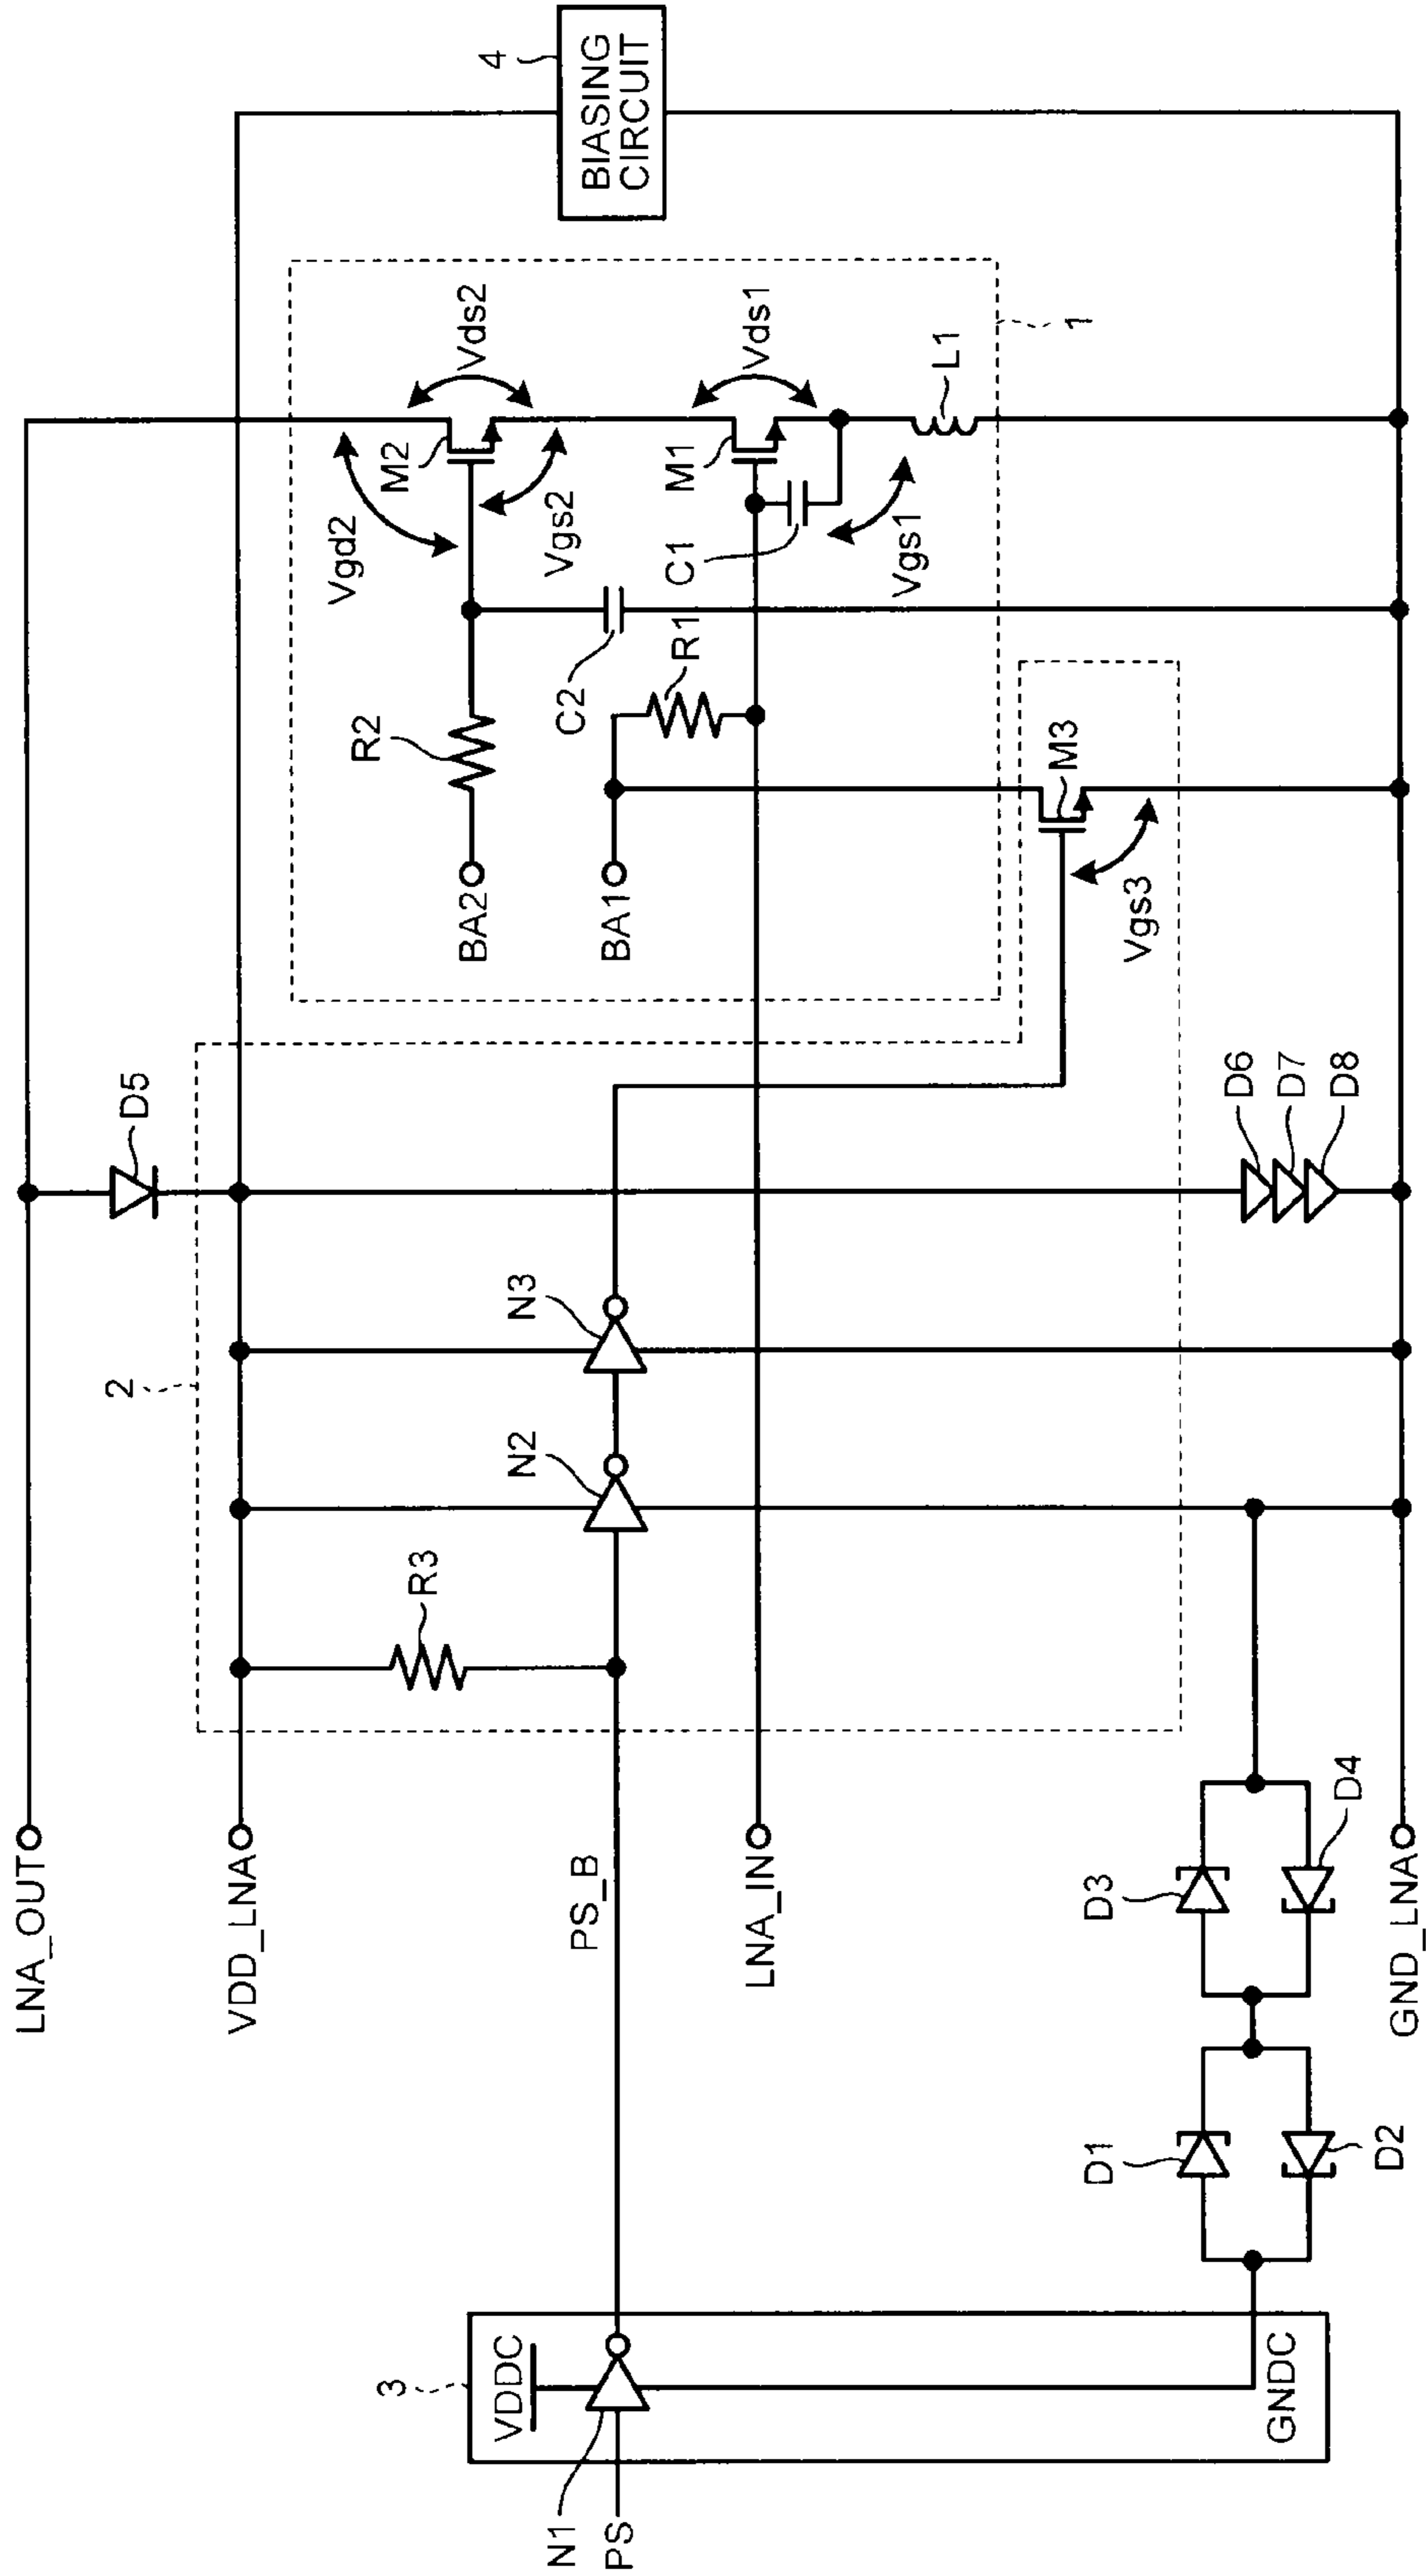 LNA_OUT
VDD_LNA
PS_B
LNA_IN
GND_LNA
3
VDDC
GNDC
N1
PS
D1
D2
D3
D4
2
R3
N2
N3
D5
D6
D7
D8
BA2
BA1
R2
C2
R1
M3
Vgs3
Vgd2
M2
Vgs2
Vds2
C1
M1
Vgs1
Vds1
L1
1
4
BIASING
CIRCUIT